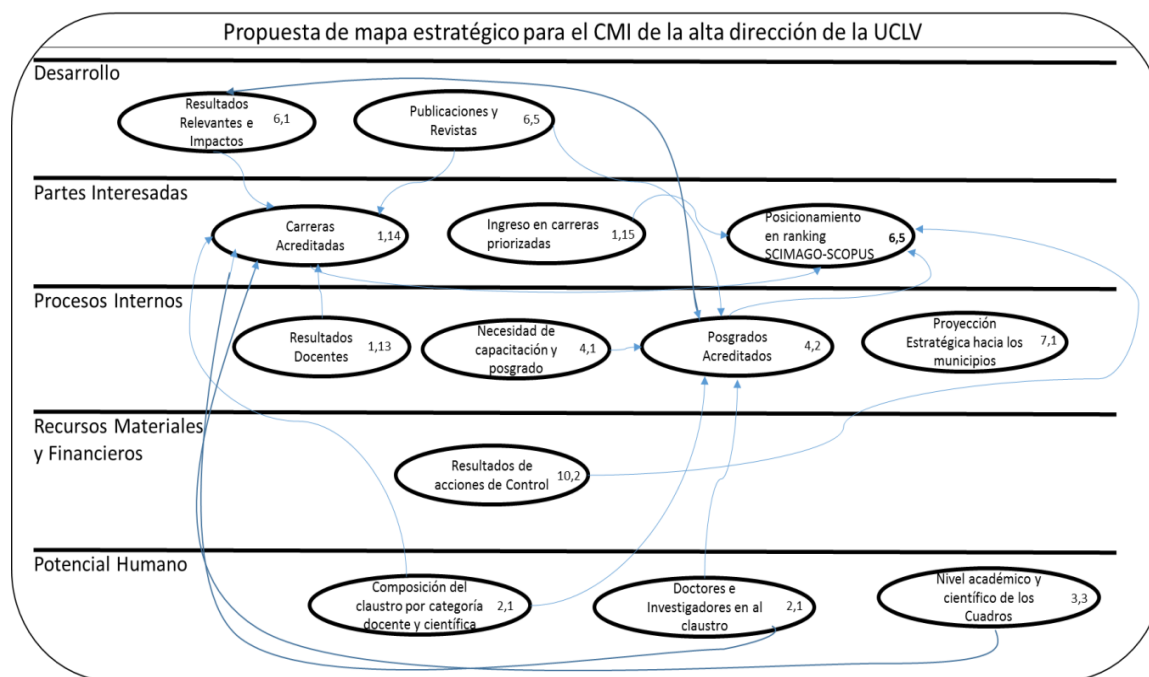 Propuesta de mapa estratégico para el CMI de la alta dirección de la UCLV
Desarrollo
Resultados
Relevantes e
Impactos
6,1
Publicaciones y
Revistas
6,5
Partes Interesadas
Carreras
Acreditadas
1,14
Ingreso en carreras
priorizadas
1,15
Posicionamiento
en ranking
SCIMAGO-SCOPUS
6,5
Procesos Internos
Resultados
Docentes
1,13
Necesidad de
capacitación y
posgrado
4,1
Posgrados
Acreditados
4,2
Proyección
Estratégica hacia los
municipios
7,1
Recursos Materiales
y Financieros
Resultados de
acciones de Control
10,2
Potencial Humano
Composición del
claustro por categoría
docente y científica
2,1
Doctores e
Investigadores en al
claustro
2,1
Nivel académico y
científico de los
Cuadros
3,3